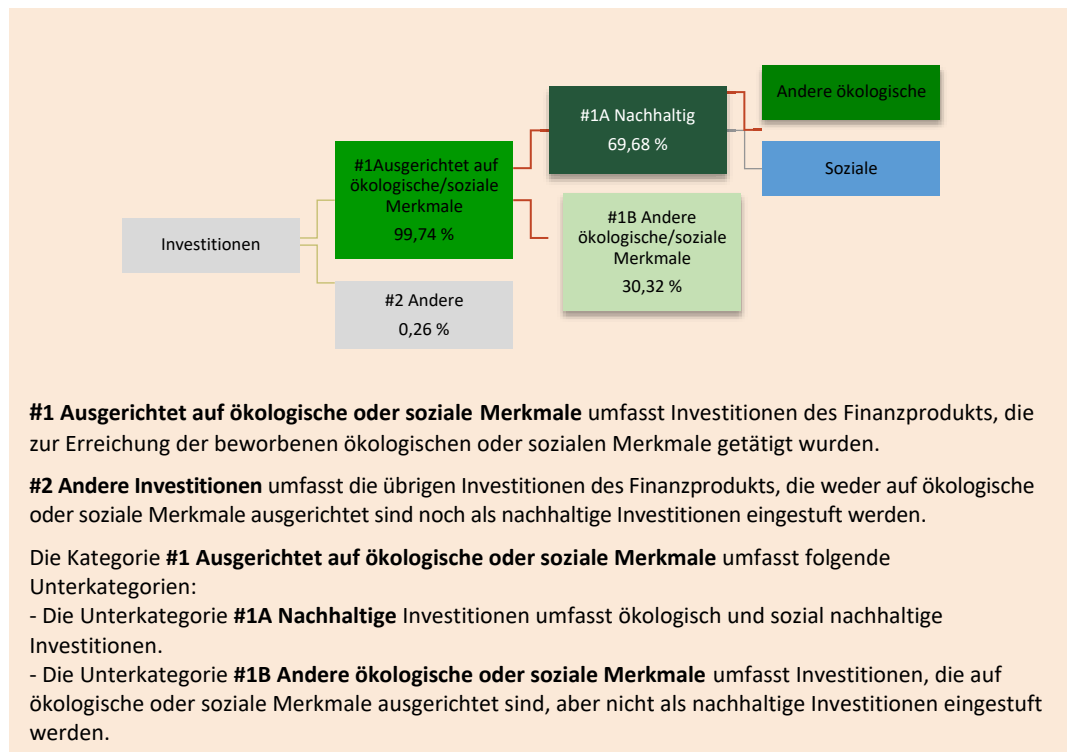 Investitionen
#1Ausgerichtet auf
ökologische/soziale
Merkmale
99,74 %
#2 Andere
0,26 %
#1A Nachhaltig
69,68 %
#1B Andere
ökologische/soziale
Merkmale
30,32 %
Andere ökologische
Soziale
#1 Ausgerichtet auf ökologische oder soziale Merkmale umfasst Investitionen des Finanzprodukts, die
zur Erreichung der beworbenen ökologischen oder sozialen Merkmale getätigt wurden.
#2 Andere Investitionen umfasst die übrigen Investitionen des Finanzprodukts, die weder auf ökologische
oder soziale Merkmale ausgerichtet sind noch als nachhaltige Investitionen eingestuft werden.
Die Kategorie #1 Ausgerichtet auf ökologische oder soziale Merkmale umfasst folgende
Unterkategorien:
- Die Unterkategorie #1A Nachhaltige Investitionen umfasst ökologisch und sozial nachhaltige
Investitionen.
- Die Unterkategorie #1B Andere ökologische oder soziale Merkmale umfasst Investitionen, die auf
ökologische oder soziale Merkmale ausgerichtet sind, aber nicht als nachhaltige Investitionen eingestuft
werden.